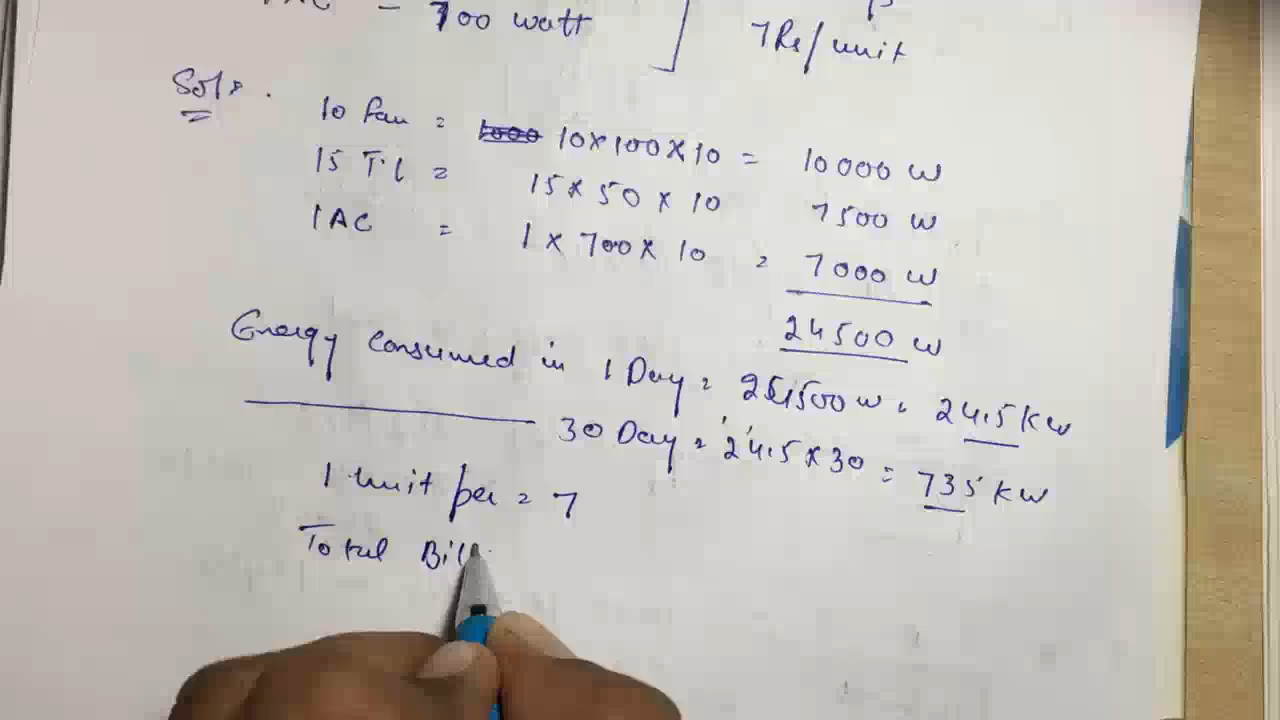 - 700 watt
7Rs/unit
Soln.
10 Fan = 10×100×10 = 10000 W
15 T.L = 15×50×10 7500 W
1AC = 1×700×10 = 7000 W
24500 W
Energy Consumed in 1 Day = 24500 W = 24.5 KW
30 Day = 24.5×30 = 735 KW
1 Unit per = 7
Total Bill